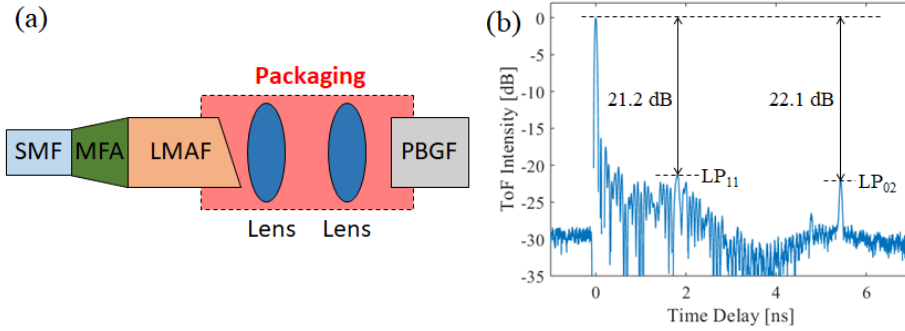 (a)
Packaging
SMF MFA LMAF PBGF
Lens Lens
(b)
ToF Intensity [dB]
0
-5
-10
-15
-20
-25
-30
-35
21.2 dB
22.1 dB
LP11
LP02
0 2 4 6
Time Delay [ns]